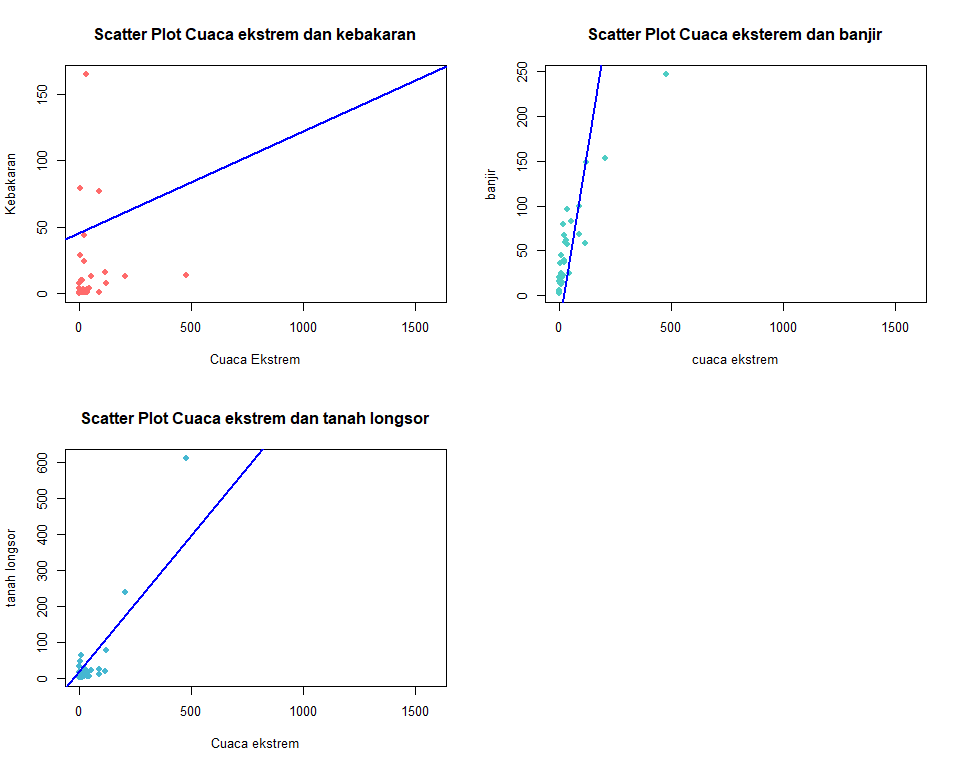 Scatter Plot Cuaca ekstrem dan kebakaran
Kebakaran
0
50
100
150
0 500 1000 1500
Cuaca Ekstrem
Scatter Plot Cuaca eksterem dan banjir
banjir
0
50
100
150
200
250
0 500 1000 1500
cuaca ekstrem
Scatter Plot Cuaca ekstrem dan tanah longsor
tanah longsor
0
100
200
300
400
500
600
0 500 1000 1500
Cuaca ekstrem